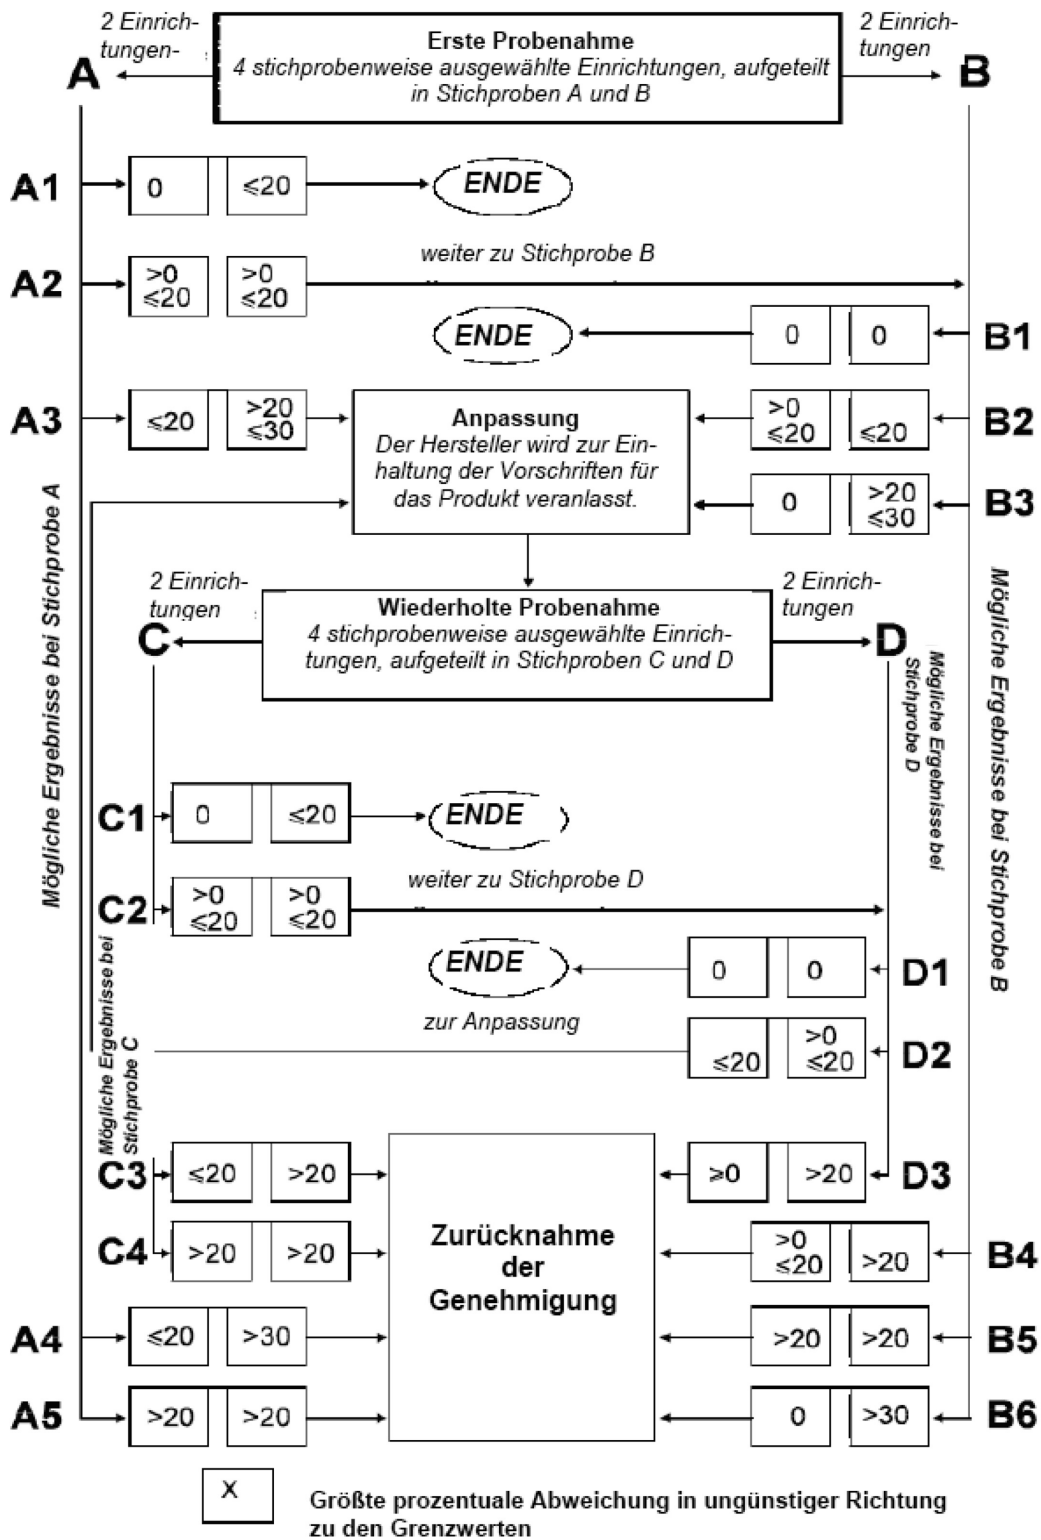 2 Einrich-
tungen-
Erste Probenahme
4 stichprobenweise ausgewählte Einrichtungen, aufgeteilt
in Stichproben A und B
2 Einrich-
tungen
A
B
A1
0
≤20
ENDE
weiter zu Stichprobe B
A2
>0
≤20
>0
≤20
ENDE
0
0
B1
A3
≤20
>20
≤30
Anpassung
Der Hersteller wird zur Ein-
haltung der Vorschriften für
das Produkt veranlasst.
>0
≤20
≤20
B2
0
>20
≤30
B3
Mögliche Ergebnisse bei Stichprobe A
Mögliche Ergebnisse bei Stichprobe B
2 Einrich-
tungen
Wiederholte Probenahme
4 stichprobenweise ausgewählte Einrich-
tungen, aufgeteilt in Stichproben C und D
2 Einrich-
tungen
C
D
Mögliche Ergebnisse bei
Stichprobe D
C1
0
≤20
ENDE
weiter zu Stichprobe D
C2
>0
≤20
>0
≤20
ENDE
0
0
D1
zur Anpassung
Mögliche Ergebnisse bei
Stichprobe C
≤20
>0
≤20
D2
C3
≤20
>20
Zurücknahme
der
Genehmigung
≥0
>20
D3
C4
>20
>20
>0
≤20
>20
B4
A4
≤20
>30
>20
>20
B5
A5
>20
>20
0
>30
B6
X
Größte prozentuale Abweichung in ungünstiger Richtung
zu den Grenzwerten